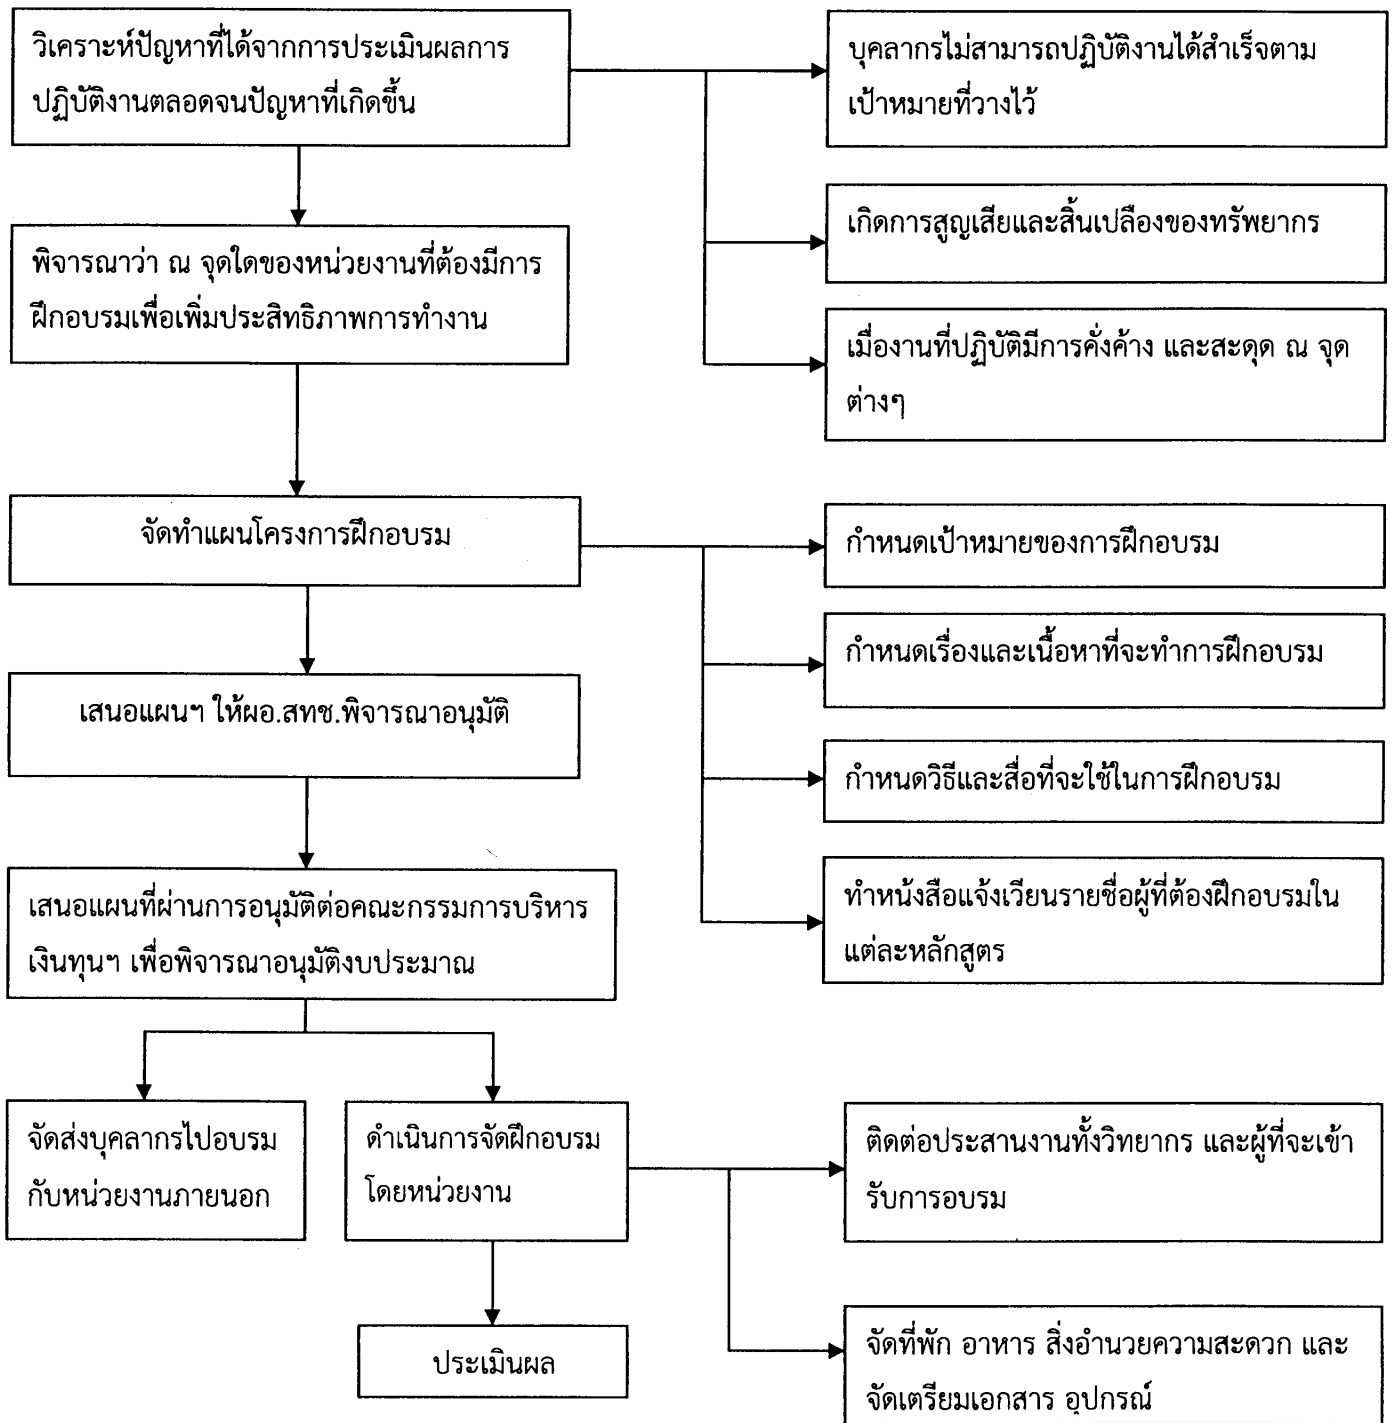 วิเคราะห์ปัญหาที่ได้จากการประเมินผลการ
ปฏิบัติงานตลอดจนปัญหาที่เกิดขึ้น
บุคลากรไม่สามารถปฏิบัติงานได้สำเร็จตาม
เป้าหมายที่วางไว้
เกิดการสูญเสียและสิ้นเปลืองของทรัพยากร
พิจารณาว่า ณ จุดใดของหน่วยงานที่ต้องมีการ
ฝึกอบรมเพื่อเพิ่มประสิทธิภาพการทำงาน
เมื่องานที่ปฏิบัติมีการคั่งค้าง และสะดุด ณ จุด
ต่างๆ
จัดทำแผนโครงการฝึกอบรม
กำหนดเป้าหมายของการฝึกอบรม
กำหนดเรื่องและเนื้อหาที่จะทำการฝึกอบรม
เสนอแผนฯ ให้ผอ.สทช.พิจารณาอนุมัติ
กำหนดวิธีและสื่อที่จะใช้ในการฝึกอบรม
เสนอแผนที่ผ่านการอนุมัติต่อคณะกรรมการบริหาร
เงินทุนฯ เพื่อพิจารณาอนุมัติงบประมาณ
ทำหนังสือแจ้งเวียนรายชื่อผู้ที่ต้องฝึกอบรมใน
แต่ละหลักสูตร
จัดส่งบุคลากรไปอบรม
กับหน่วยงานภายนอก
ดำเนินการจัดฝึกอบรม
โดยหน่วยงาน
ติดต่อประสานงานทั้งวิทยากร และผู้ที่จะเข้า
รับการอบรม
ประเมินผล
จัดที่พัก อาหาร สิ่งอำนวยความสะดวก และ
จัดเตรียมเอกสาร อุปกรณ์